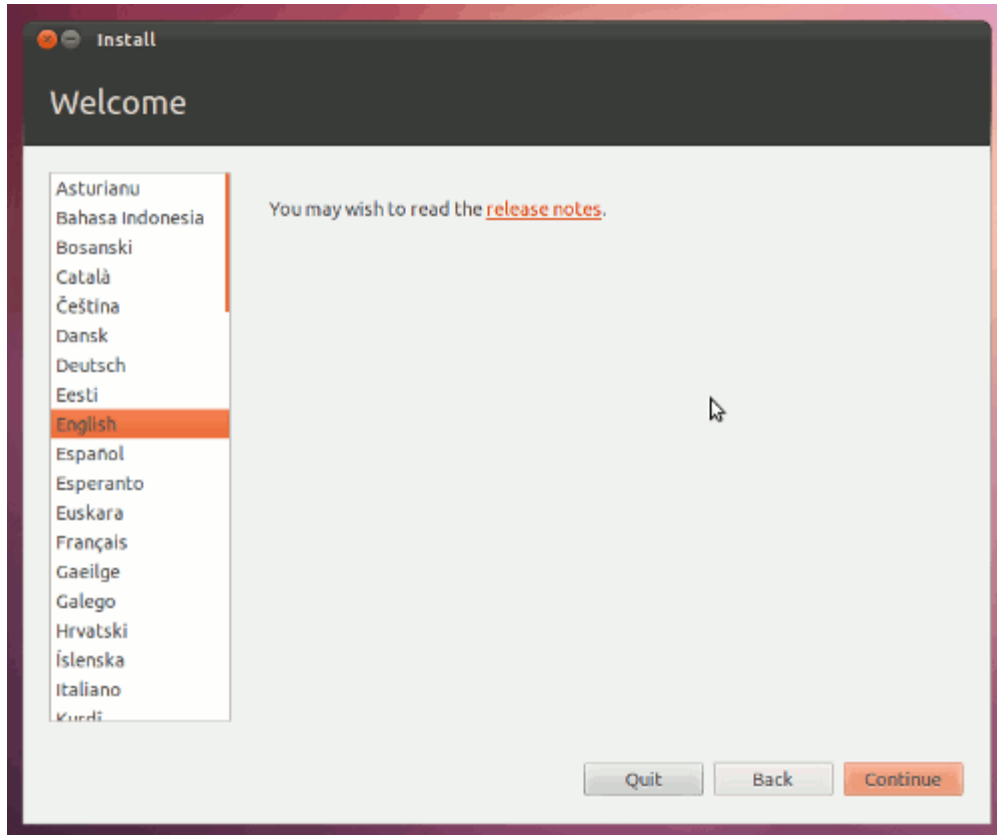 Install
Welcome
Asturianu
Bahasa Indonesia
Bosanski
Català
Čeština
Dansk
Deutsch
Eesti
English
Español
Esperanto
Euskara
Français
Gaeilge
Galego
Hrvatski
Íslenska
Italiano
Kurdî
You may wish to read the release notes.
Quit
Back
Continue